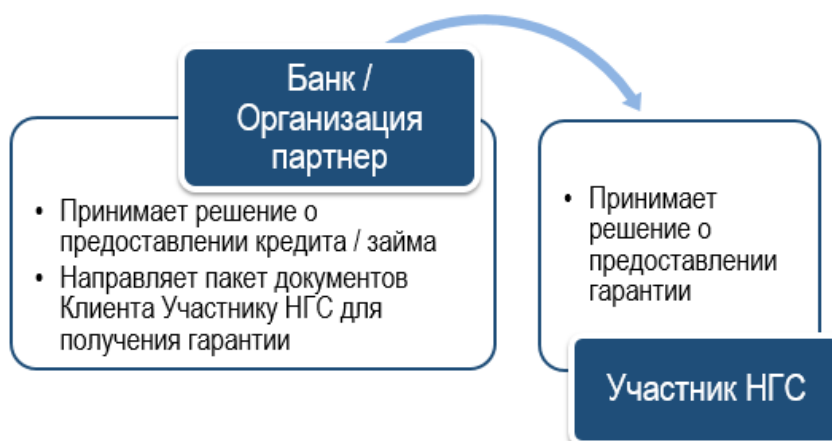 Банк /
Организация
партнер
• Принимает решение о
предоставлении кредита / займа
• Направляет пакет документов
Клиента Участнику НГС для
получения гарантии
• Принимает
решение о
предоставлении
гарантии
Участник НГС